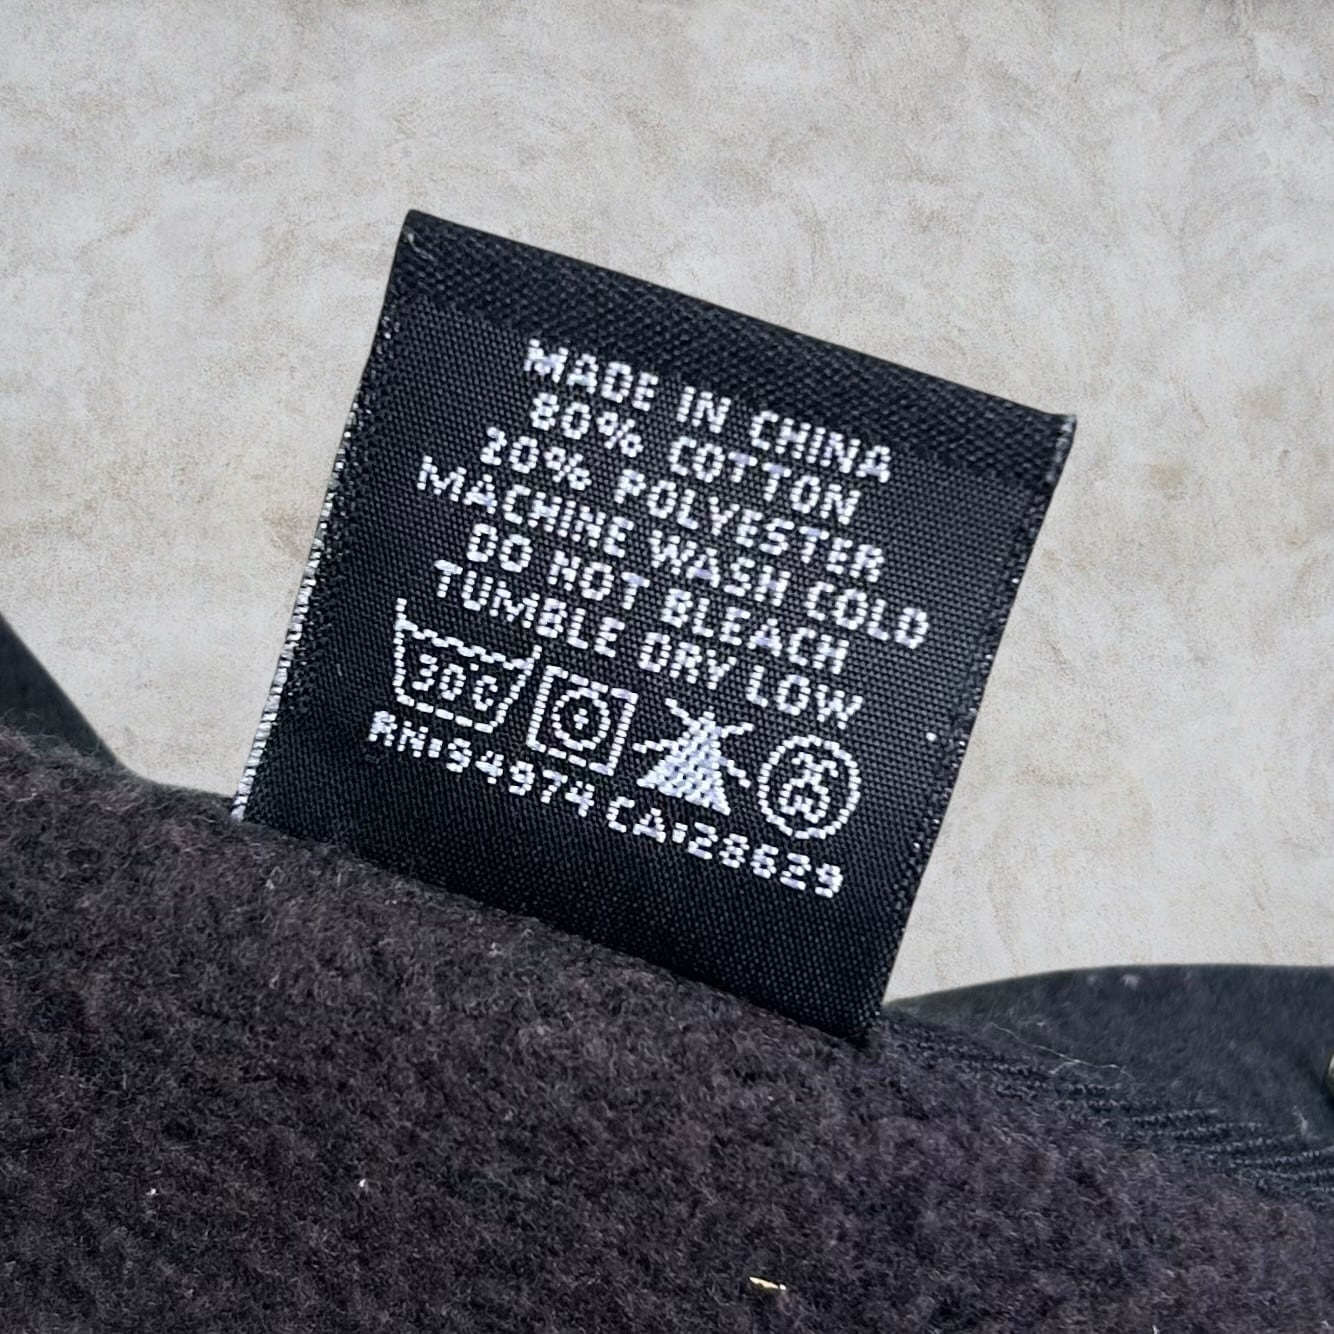 MADE IN CHINA
80% COTTON
20% POLYESTER
MACHINE WASH COLD
DO NOT BLEACH
TUMBLE DRY LOW
30°C
RN:94974 CA:28629